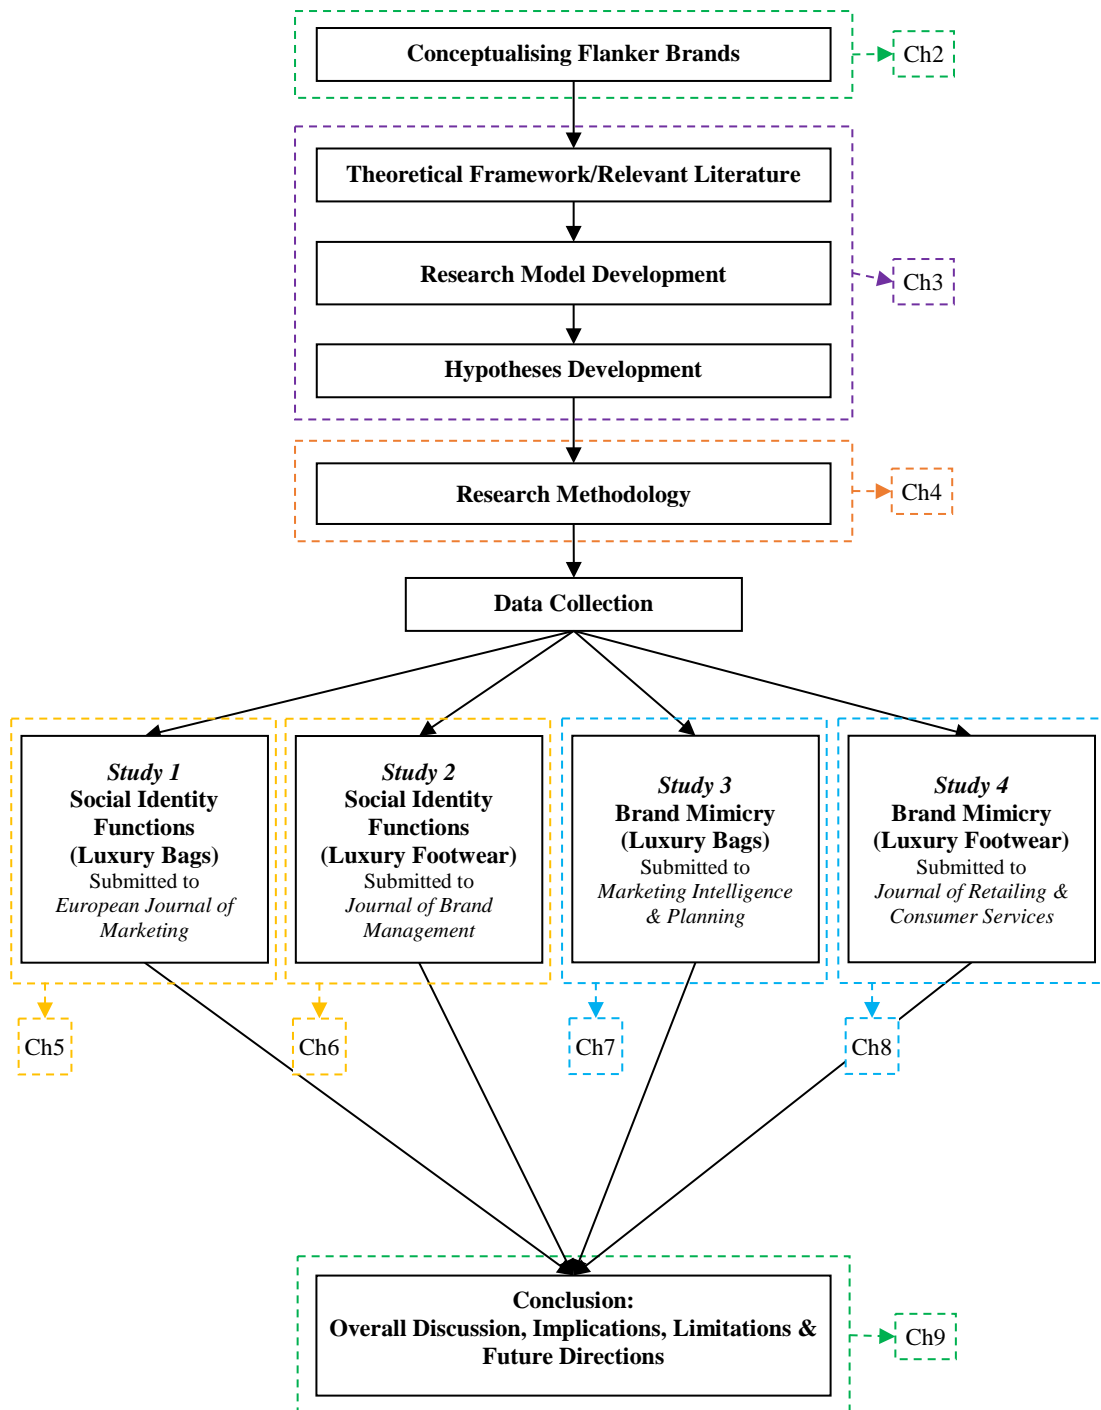 Conceptualising Flanker Brands
Ch2
Theoretical Framework/Relevant Literature
Research Model Development
Ch3
Hypotheses Development
Research Methodology
Ch4
Data Collection
Study 1
Social Identity
Functions
(Luxury Bags)
Submitted to
European Journal of
Marketing
Study 2
Social Identity
Functions
(Luxury Footwear)
Submitted to
Journal of Brand
Management
Study 3
Brand Mimicry
(Luxury Bags)
Submitted to
Marketing Intelligence
& Planning
Study 4
Brand Mimicry
(Luxury Footwear)
Submitted to
Journal of Retailing &
Consumer Services
Ch5
Ch6
Ch7
Ch8
Conclusion:
Overall Discussion, Implications, Limitations &
Future Directions
Ch9